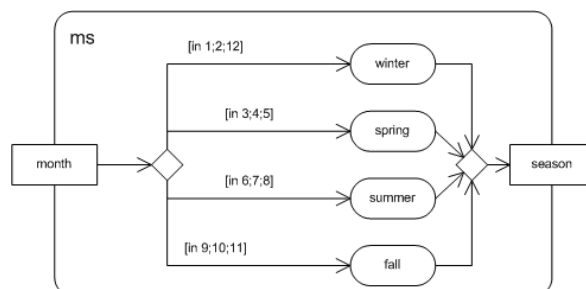 ms
[in 1;2;12]
winter
[in 3;4;5]
spring
month
season
[in 6;7;8]
summer
[in 9;10;11]
fall